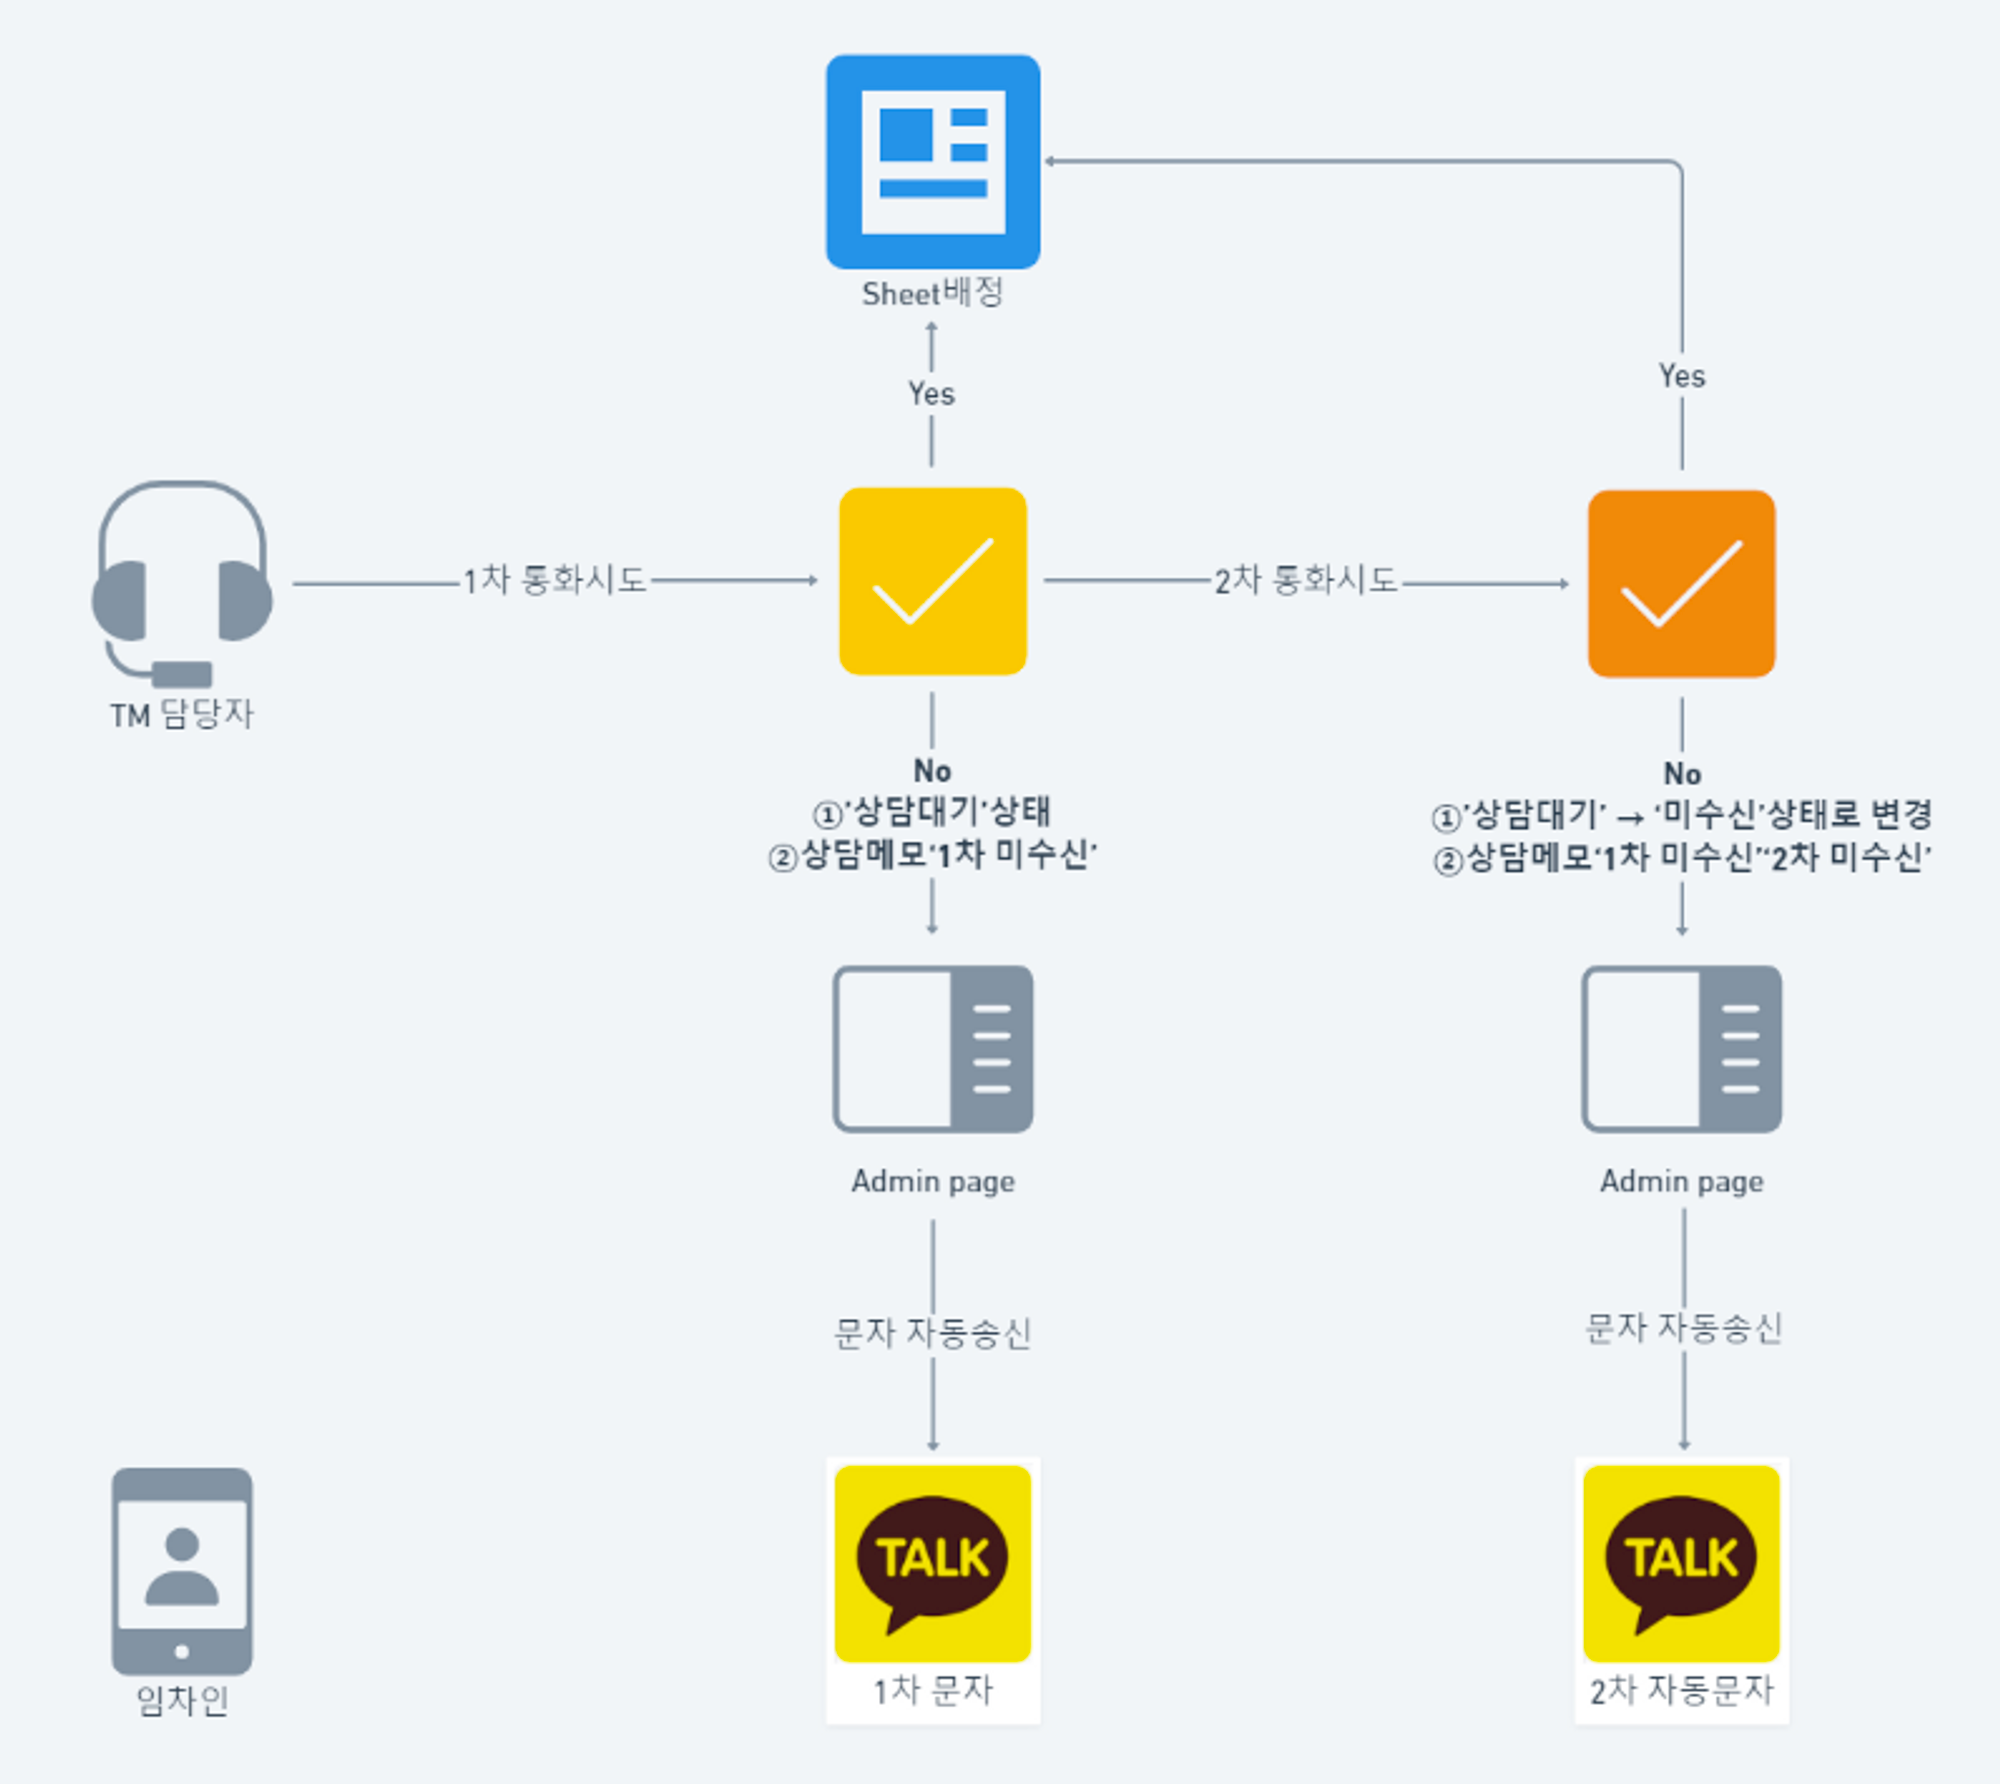 Sheet배정
Yes
Yes
1차 통화시도
2차 통화시도
TM 담당자
No
①'상담대기'상태
②상담메모'1차 미수신'
No
①'상담대기' → '미수신'상태로 변경
②상담메모'1차 미수신''2차 미수신'
Admin page
Admin page
문자 자동송신
문자 자동송신
TALK
TALK
임차인
1차 문자
2차 자동문자